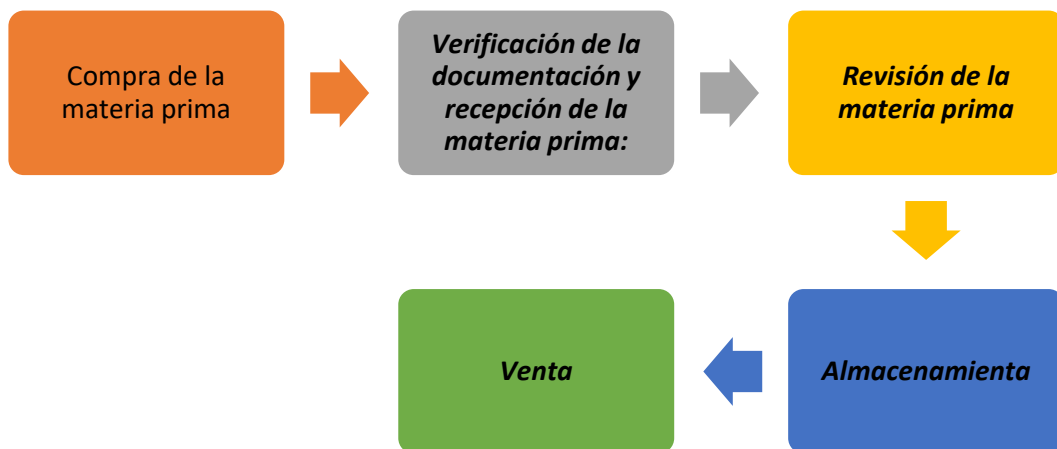 Compra de la
materia prima
Verificación de la
documentación y
recepción de la
materia prima:
Revisión de la
materia prima
Almacenamienta
Venta